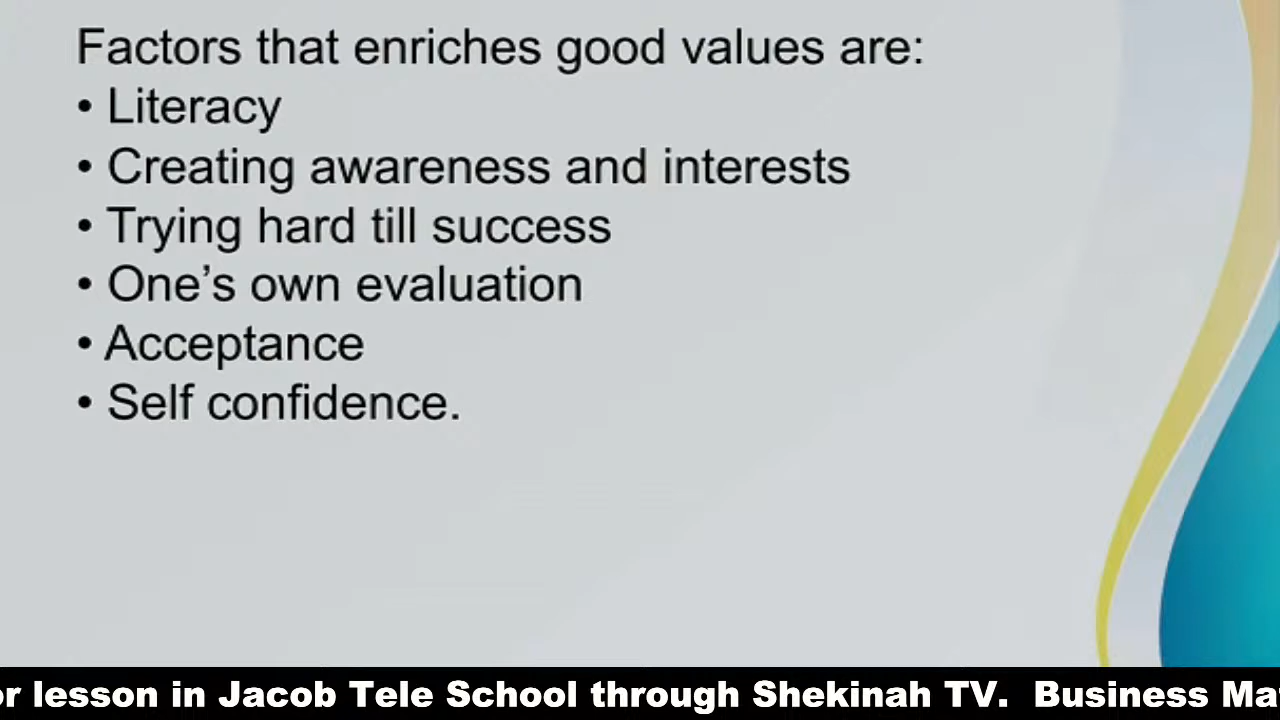 Factors that enriches good values are:
• Literacy
• Creating awareness and interests
• Trying hard till success
• One’s own evaluation
• Acceptance
• Self confidence.
lesson in Jacob Tele School through Shekinah TV. Business